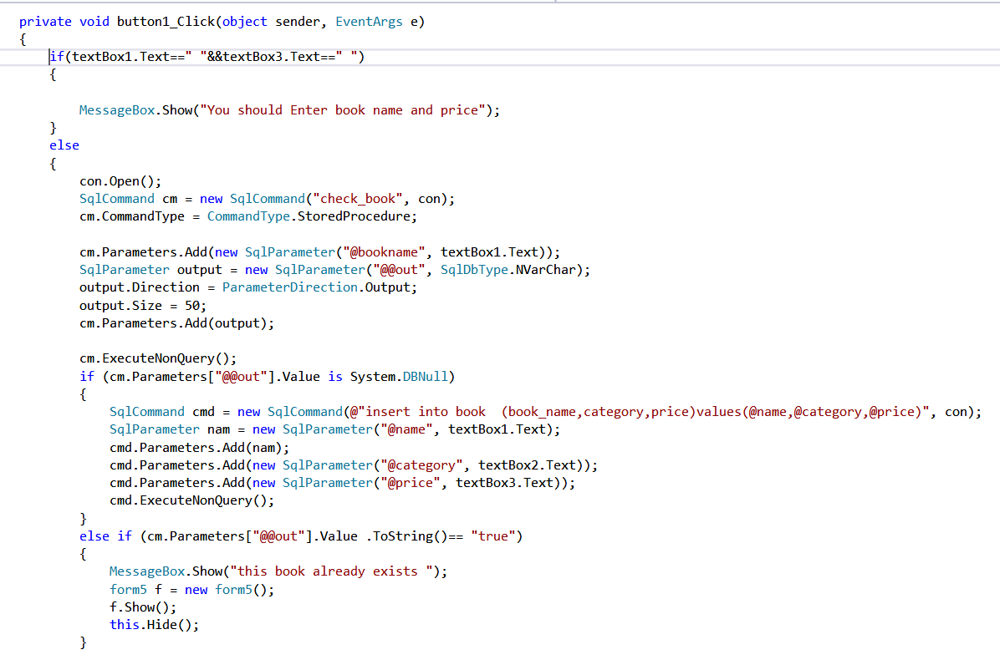 private void button1_Click(object sender, EventArgs e)
{
if(textBox1.Text==" "&&textBox3.Text==" ")
{
MessageBox.Show("You should Enter book name and price");
}
else
{
con.Open();
SqlCommand cm = new SqlCommand("check_book", con);
cm.CommandType = CommandType.StoredProcedure;
cm.Parameters.Add(new SqlParameter("@bookname", textBox1.Text));
SqlParameter output = new SqlParameter("@@out", SqlDbType.NVarChar);
output.Direction = ParameterDirection.Output;
output.Size = 50;
cm.Parameters.Add(output);
cm.ExecuteNonQuery();
if (cm.Parameters["@@out"].Value is System.DBNull)
{
SqlCommand cmd = new SqlCommand(@"insert into book  (book_name,category,price)values(@name,@category,@price)", con);
SqlParameter nam = new SqlParameter("@name", textBox1.Text);
cmd.Parameters.Add(nam);
cmd.Parameters.Add(new SqlParameter("@category", textBox2.Text));
cmd.Parameters.Add(new SqlParameter("@price", textBox3.Text));
cmd.ExecuteNonQuery();
}
else if (cm.Parameters["@@out"].Value .ToString()== "true")
{
MessageBox.Show("this book already exists ");
form5 f = new form5();
f.Show();
this.Hide();
}